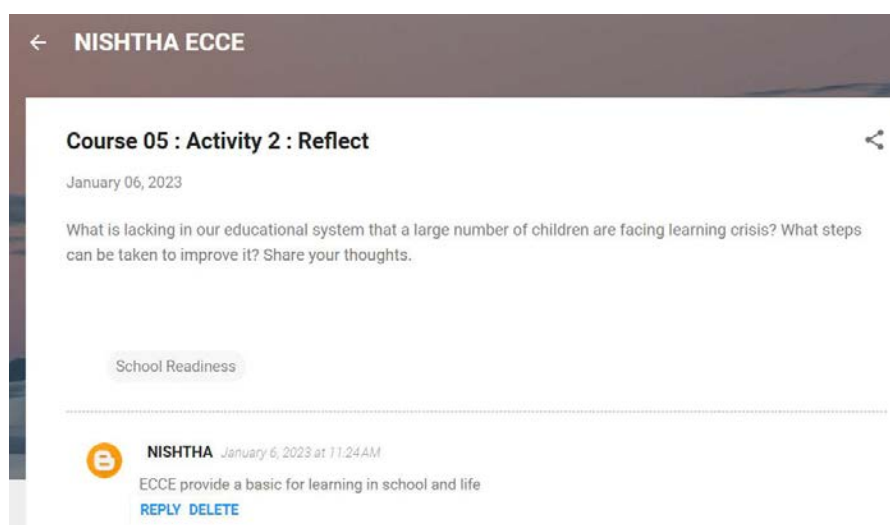 NISHTHA ECCE
Course 05 : Activity 2 : Reflect
January 06, 2023
What is lacking in our educational system that a large number of children are facing learning crisis? What steps
can be taken to improve it? Share your thoughts.
School Readiness
NISHTHA January 6, 2023 at 11:24 AM
ECCE provide a basic for learning in school and life
REPLY DELETE